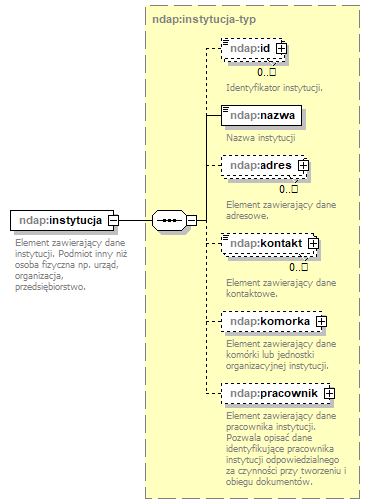 ndap:instytucja-typ
ndap:id
0..
Identyfikator instytucji.
ndap:nazwa
Nazwa instytucji
ndap:adres
0..
Element zawierający dane
adresowe.
ndap:instytucja
Element zawierający dane
instytucji. Podmiot inny niż
osoba fizyczna np. urząd,
organizacja,
przedsiębiorstwo.
ndap:kontakt
0..
Element zawierający dane
kontaktowe.
ndap:komorka
Element zawierający dane
komórki lub jednostki
organizacyjnej instytucji.
ndap:pracownik
Element zawierający dane
pracownika instytucji.
Pozwala opisać dane
identyfikujące pracownika
instytucji odpowiedzialnego
za czynności przy tworzeniu i
obiegu dokumentów.